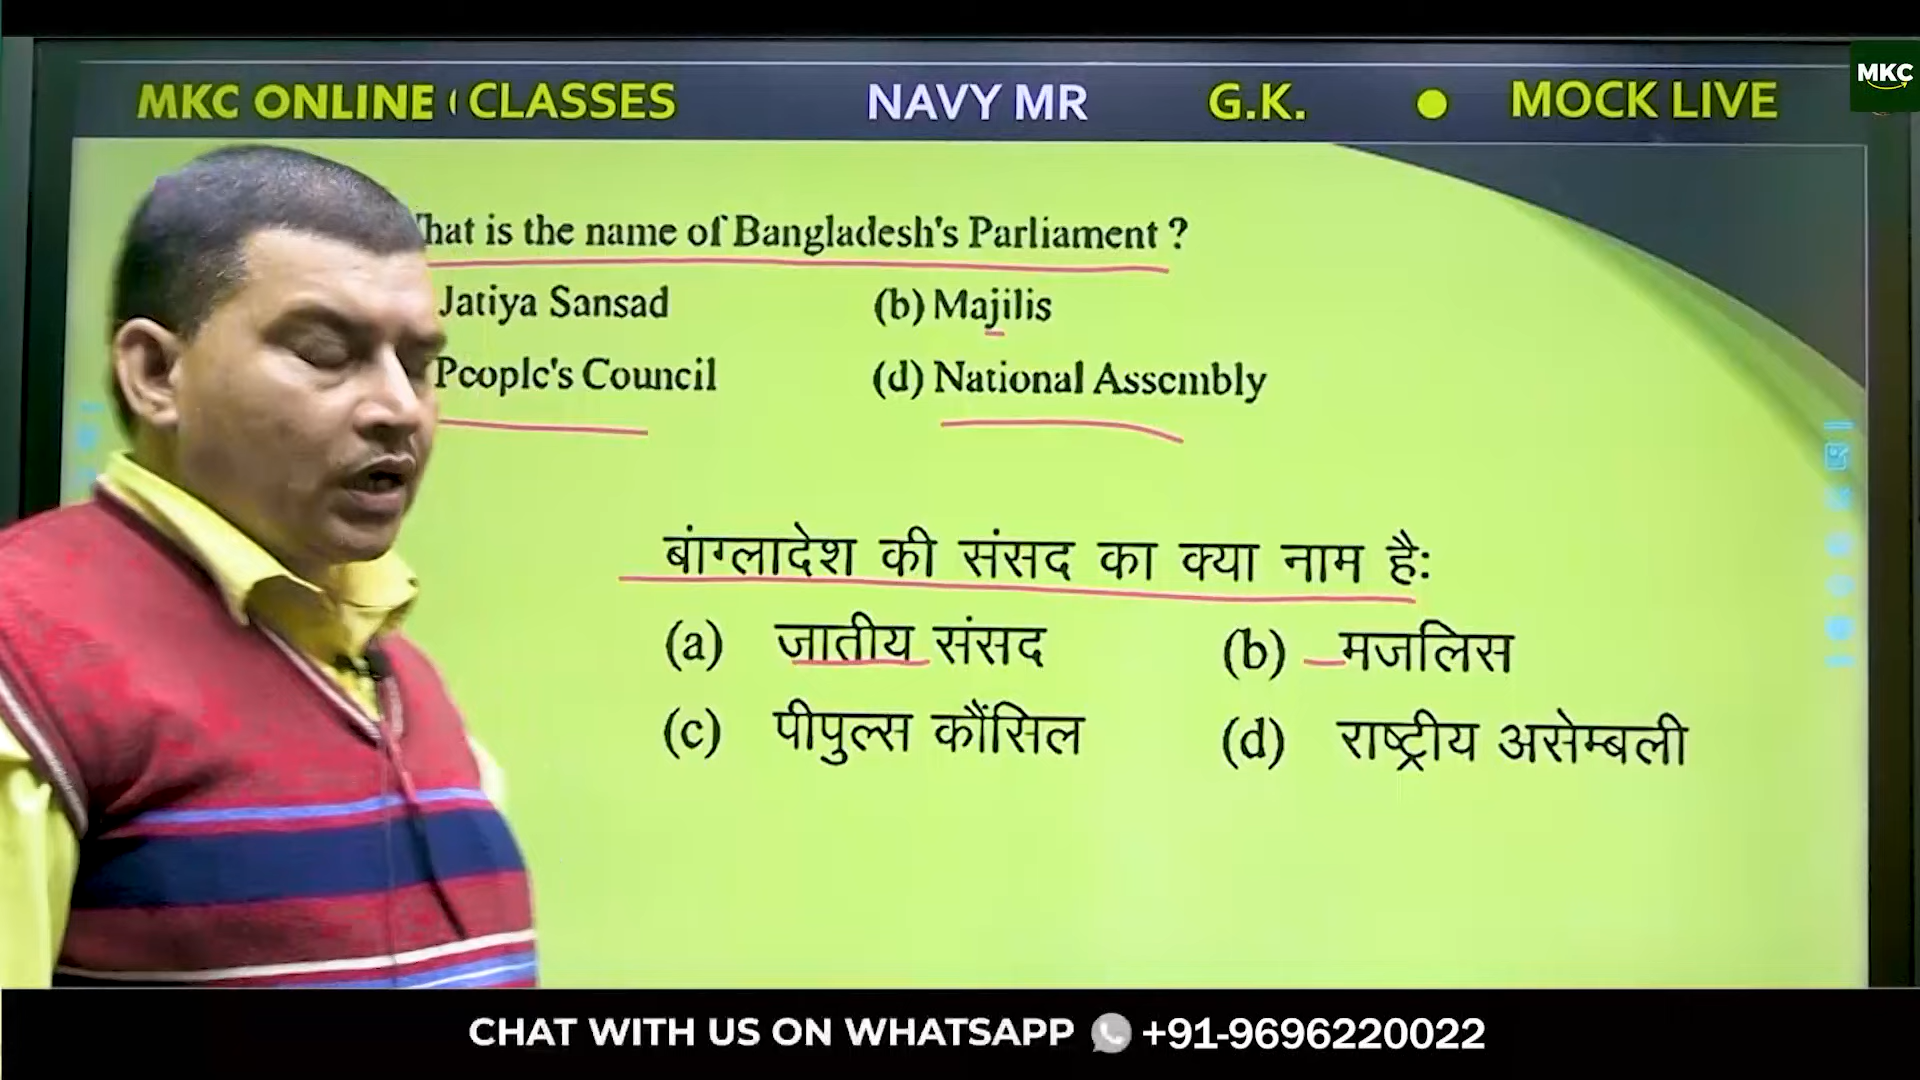 MKC ONLINE CLASSES NAVY MR G.K. MOCK LIVE
MKC
hat is the name of Bangladesh's Parliament ?
Jatiya Sansad (b) Majilis
People's Council (d) National Assembly
बांग्लादेश की संसद का क्या नाम है:
(a) जातीय संसद (b) मजलिस
(c) पीपुल्स कौंसिल (d) राष्ट्रीय असेम्बली
CHAT WITH US ON WHATSAPP +91-9696220022